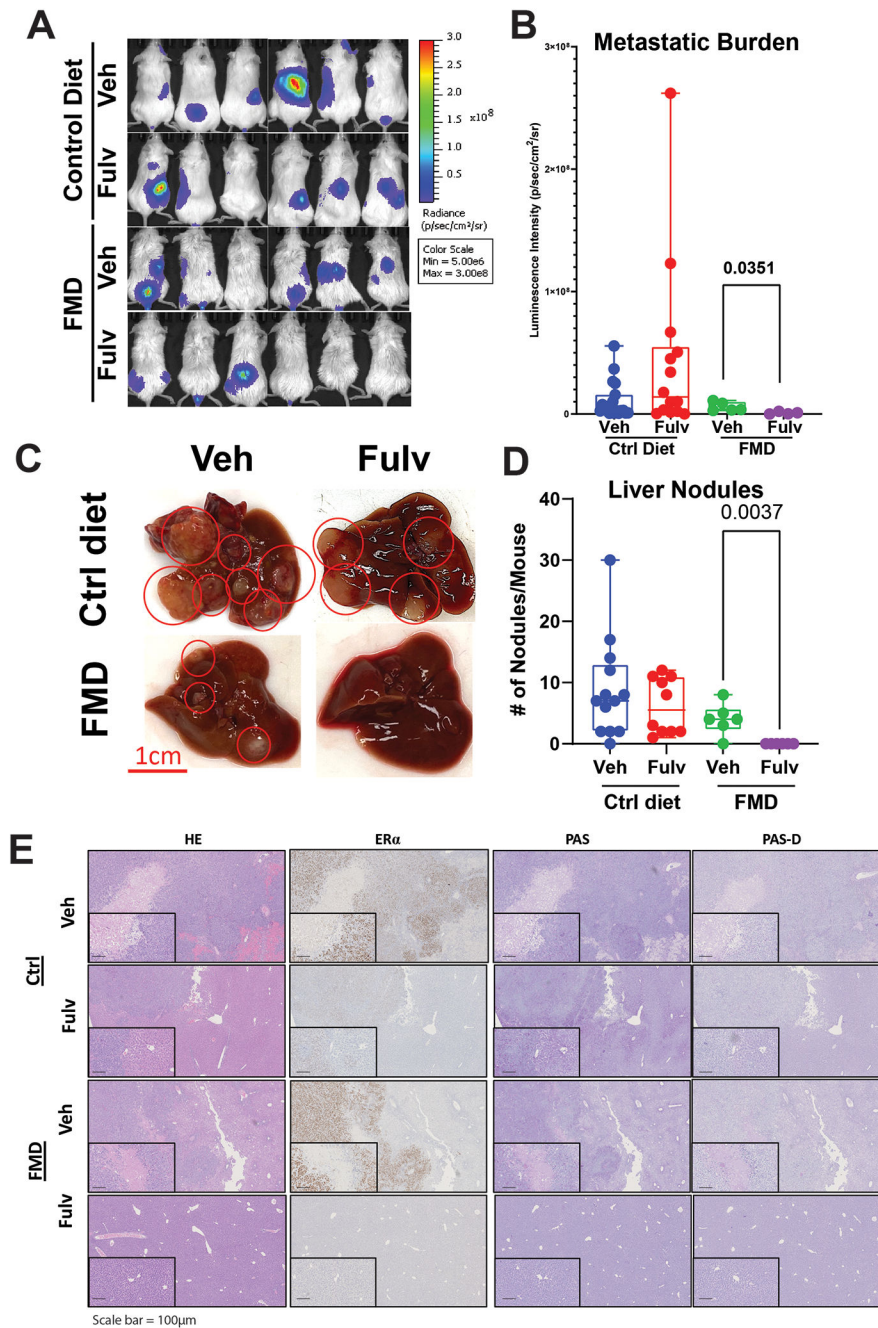 A
Control Diet
Veh
Fulv
FMD
Veh
Fulv
3.0
2.5
2.0
1.5
x10⁸
1.0
0.5
Radiance
(p/sec/cm²/sr)
Color Scale
Min = 5.00e6
Max = 3.00e8
B
Metastatic Burden
Luminescence Intensity (p/sec/cm²/sr)
3×10⁸
2×10⁸
1×10⁸
0
0.0351
Veh Fulv Veh Fulv
Ctrl Diet FMD
C
Veh Fulv
Ctrl diet
FMD
1cm
D
Liver Nodules
# of Nodules/Mouse
40
30
20
10
0
0.0037
Veh Fulv Veh Fulv
Ctrl diet FMD
E
HE ERα PAS PAS-D
Ctrl
Veh
Fulv
FMD
Veh
Fulv
Scale bar = 100μm